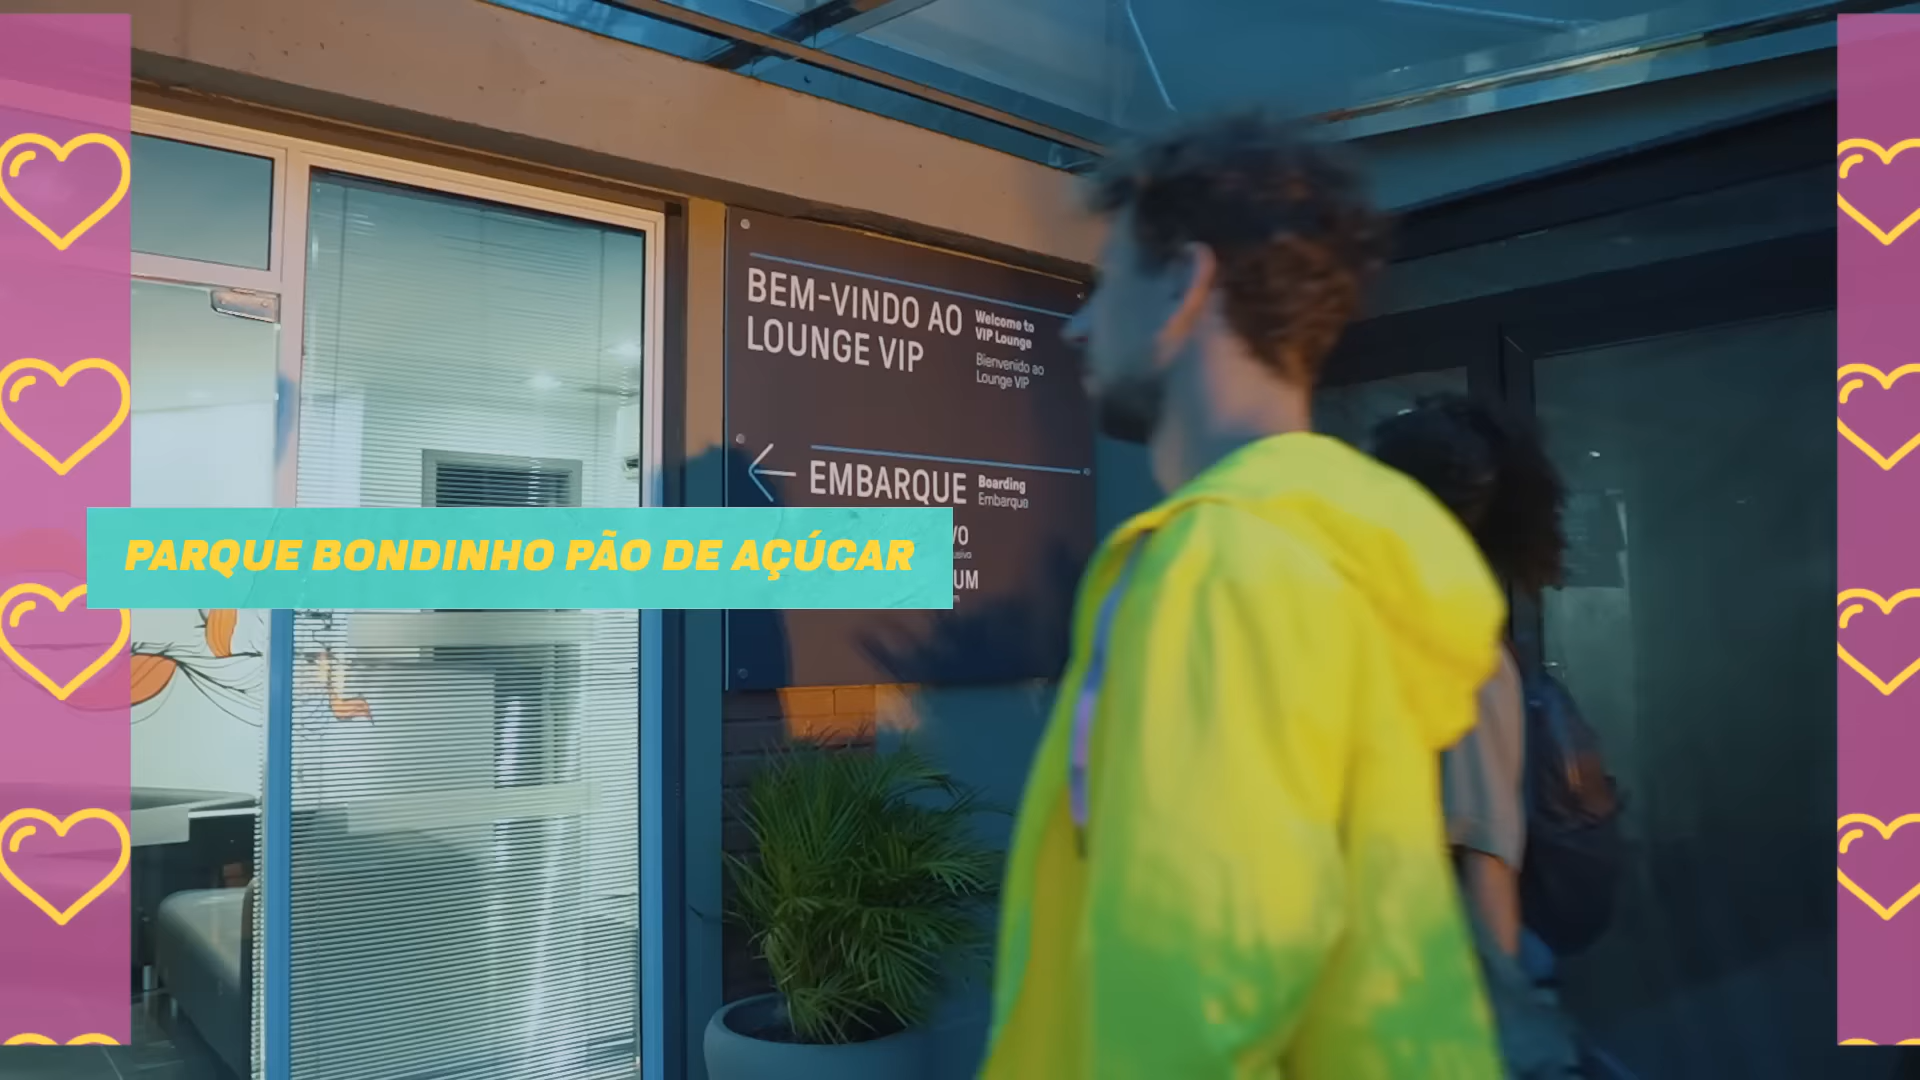 BEM-VINDO AO
LOUNGE VIP
Welcome to
VIP Lounge
Bienvenido ao
Lounge VIP
EMBARQUE
Boarding
Embarque
PARQUE BONDINHO PÃO DE AÇÚCAR